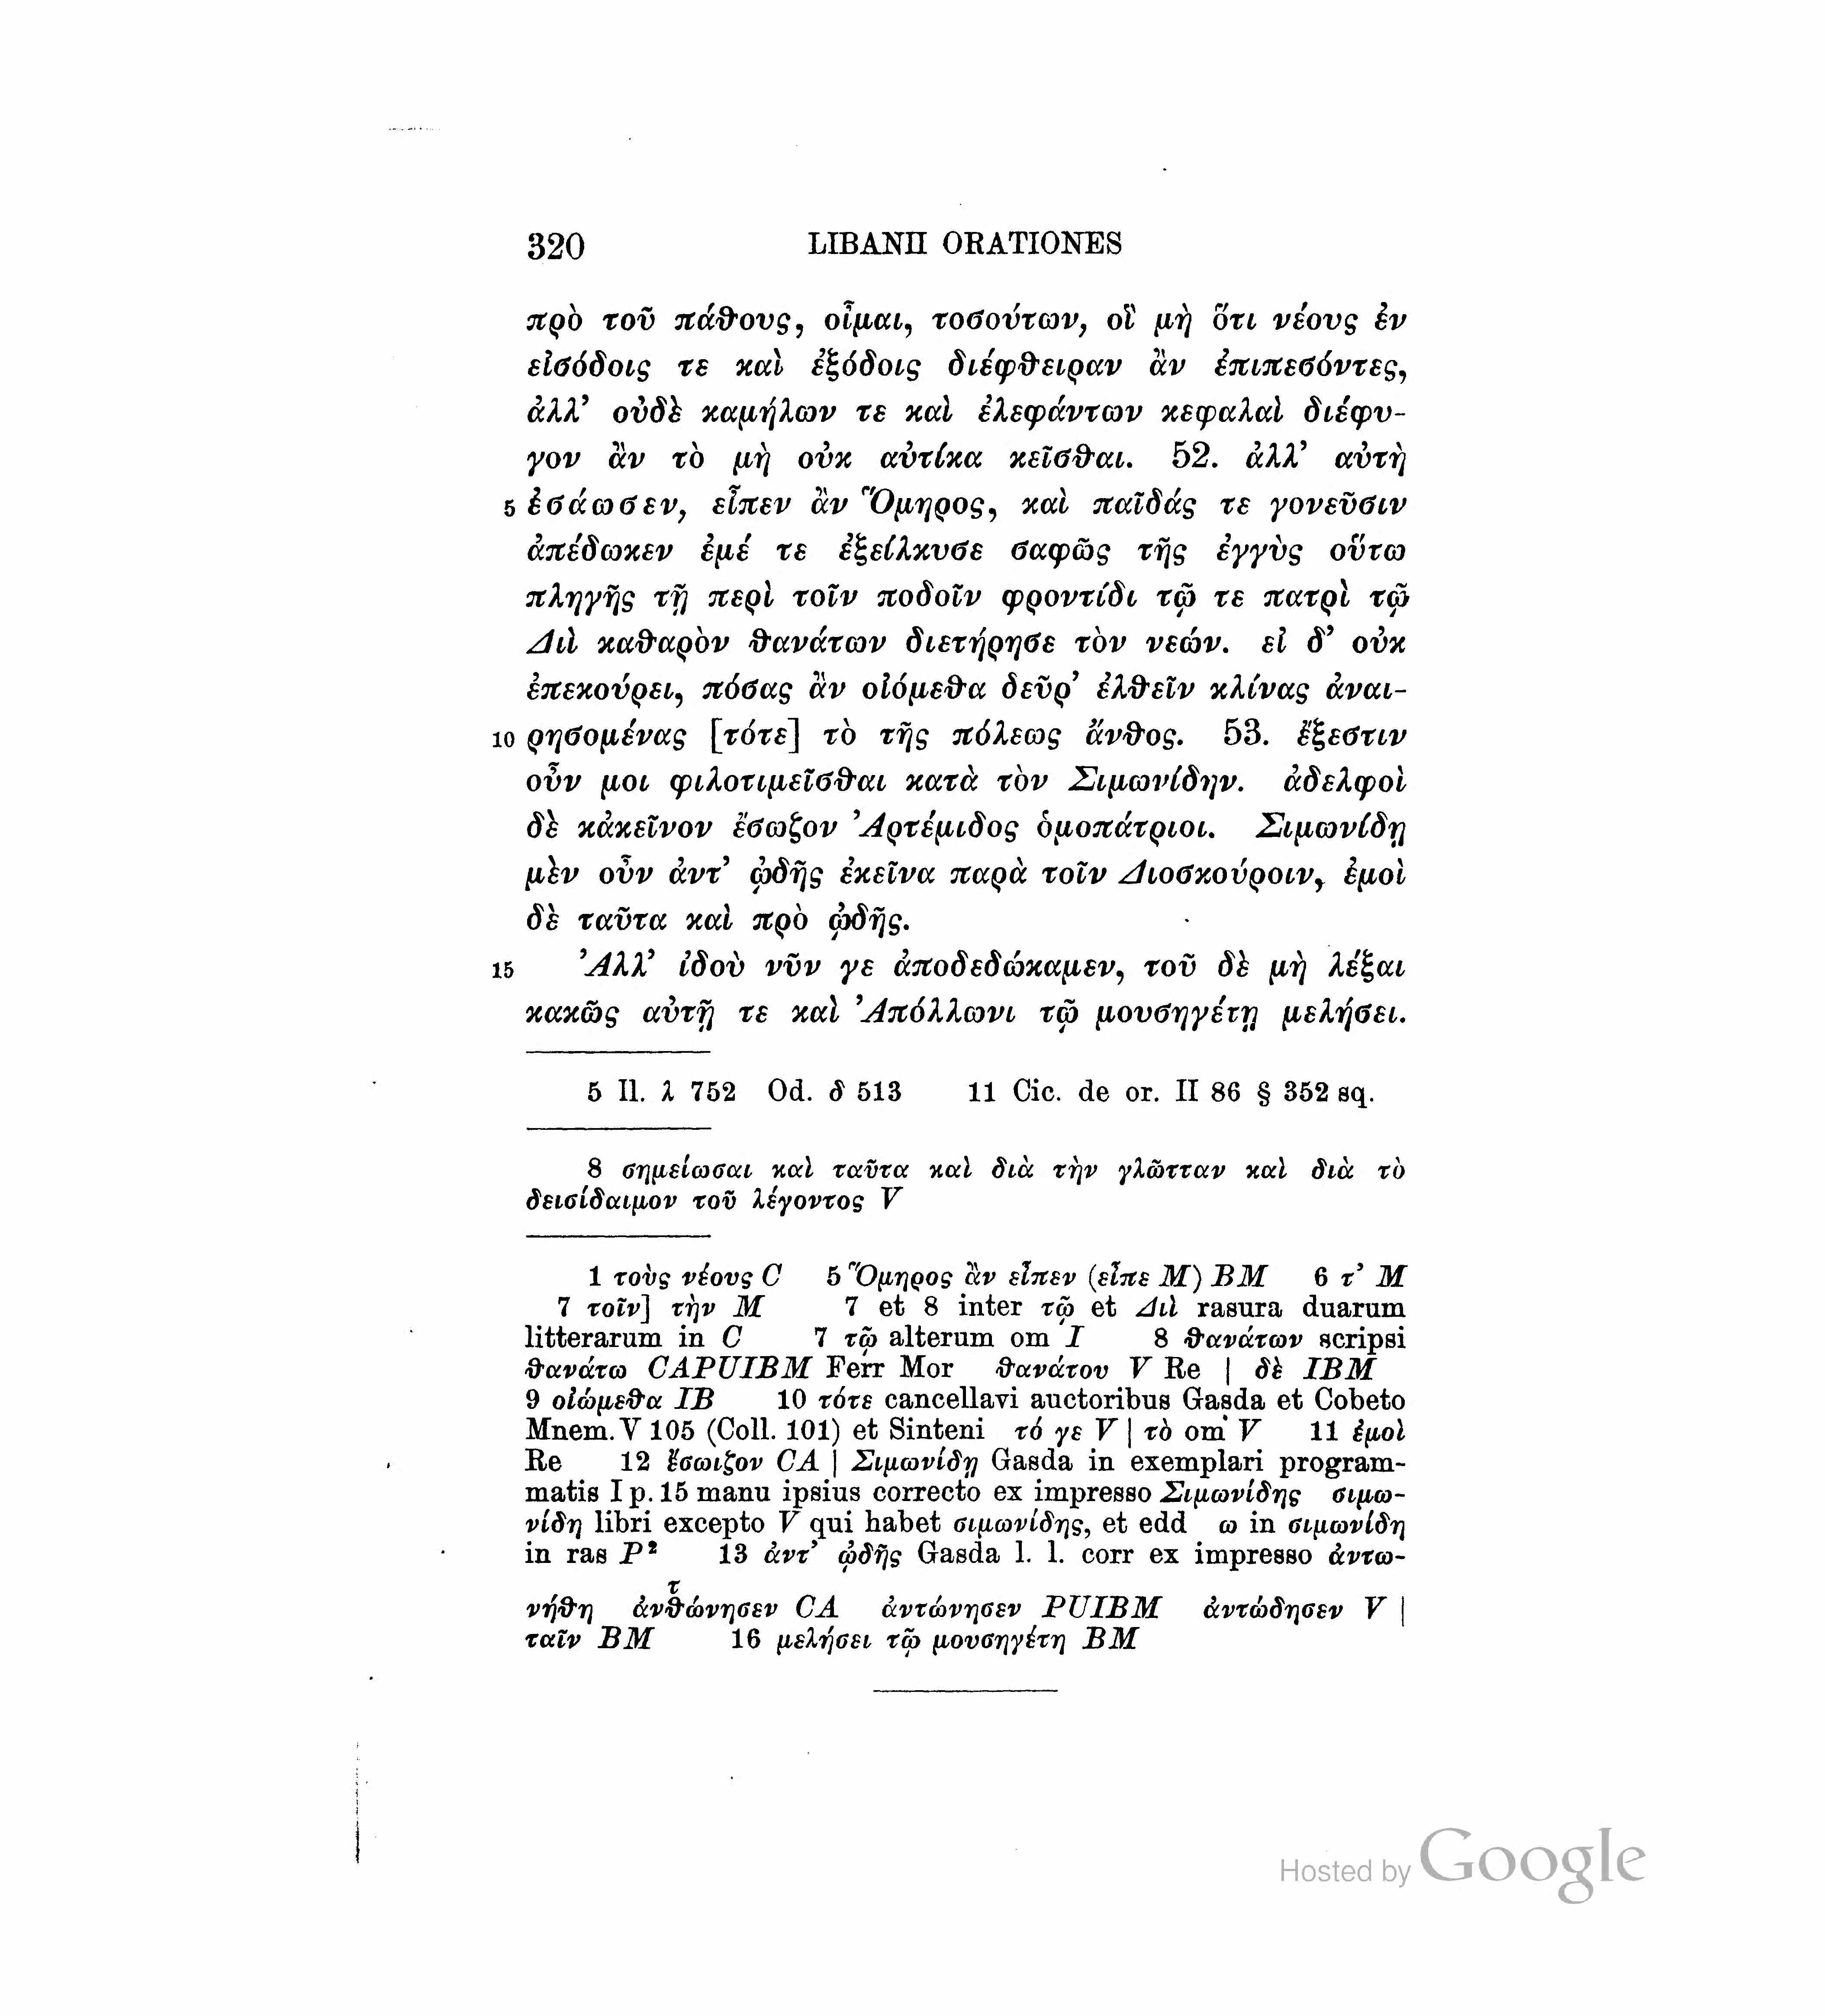 320 LIBANII ORATIONES
πρὸ τοῦ πάθους, οἶμαι, τοσούτων, οἳ μὴ ὅτι νέους ἐν
εἰσόδοις τε καὶ ἐξόδοις διέφθειραν ἂν ἐπιπεσόντες,
ἀλλ’ οὐδὲ καμήλων τε καὶ ἐλεφάντων κεφαλαὶ διέφυ-
γον ἂν τὸ μὴ οὐκ αὐτίκα κεῖσθαι. 52. ἀλλ’ αὐτὴ
5 ἐσάωσεν, εἶπεν ἂν Ὅμηρος, καὶ παῖδάς τε γονεῦσιν
ἀπέδωκεν ἐμέ τε ἐξείλκυσε σαφῶς τῆς ἐγγὺς οὕτω
πληγῆς τῇ περὶ τοῖν ποδοῖν φροντίδι τῷ τε πατρὶ τῷ
Διὶ καθαρὸν θανάτων διετήρησε τὸν νεών. εἰ δ’ οὐκ
ἐπεκούρει, πόσας ἂν οἰόμεθα δεῦρ’ ἐλθεῖν κλίνας ἀναι-
10 ρησομένας [τότε] τὸ τῆς πόλεως ἄνθος. 53. ἔξεστιν
οὖν μοι φιλοτιμεῖσθαι κατὰ τὸν Σιμωνίδην. ἀδελφοὶ
δὲ κἀκεῖνον ἔσωζον Ἀρτέμιδος ὁμοπάτριοι. Σιμωνίδῃ
μὲν οὖν ἀντ’ ᾠδῆς ἐκεῖνα παρὰ τοῖν Διοσκούροιν, ἐμοὶ
δὲ ταῦτα καὶ πρὸ ᾠδῆς.
15 Ἀλλ’ ἰδοὺ νῦν γε ἀποδεδώκαμεν, τοῦ δὲ μὴ λέξαι
κακῶς αὐτῇ τε καὶ Ἀπόλλωνι τῷ μουσηγέτῃ μελήσει.
5 Il. λ 752 Od. δ 513 11 Cic. de or. II 86 § 352 sq.
8 σημείωσαι καὶ ταῦτα καὶ διὰ τὴν γλῶτταν καὶ διὰ τὸ
δεισίδαιμον τοῦ λέγοντος V
1 τοὺς νέους C 5 Ὅμηρος ἂν εἶπεν (εἶπε M) BM 6 τ’ M
7 τοῖν] τὴν M 7 et 8 inter τῷ et Διὶ rasura duarum
litterarum in C 7 τῷ alterum om I 8 θανάτων scripsi
θανάτω CAPUIBM Ferr Mor θανάτου V Re | δὲ IBM
9 οἰώμεθα IB 10 τότε cancellavi auctoribus Gasda et Cobeto
Mnem. V 105 (Coll. 101) et Sinteni τό γε V | τὸ om V 11 ἐμοὶ
Re 12 ἔσωιζον CA | Σιμωνίδῃ Gasda in exemplari program-
matis I p. 15 manu ipsius correcto ex impresso Σιμωνίδης σιμω-
νίδη libri excepto V qui habet σιμωνίδης, et edd ω in σιμωνίδη
in ras P² 13 ἀντ’ ᾠδῆς Gasda l. l. corr ex impresso ἀντω-
τ
νήθη ἀνθώνησεν CA ἀντώνησεν PUIBM ἀντώδησεν V |
ταῖν BM 16 μελήσει τῷ μουσηγέτη BM
Hosted by Google